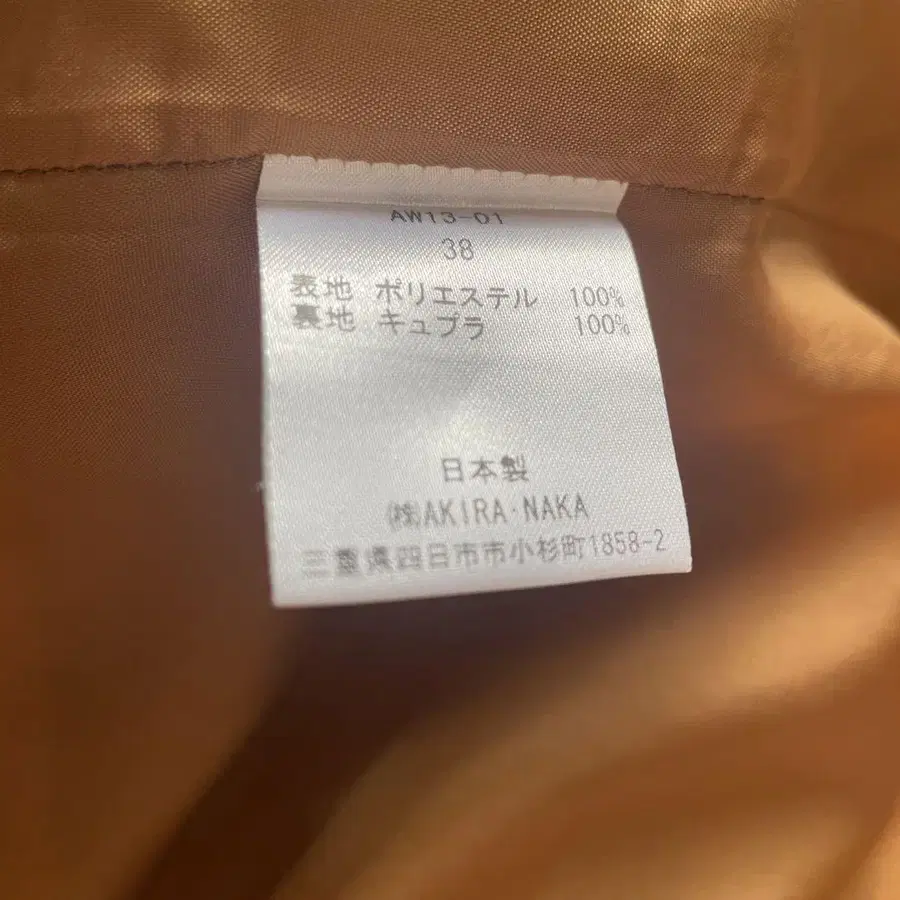 AW13-01
38
表地 ポリエステル 100%
裏地 キュプラ 100%
日本製
㈱AKIRA·NAKA
三重県四日市市小杉町1858-2